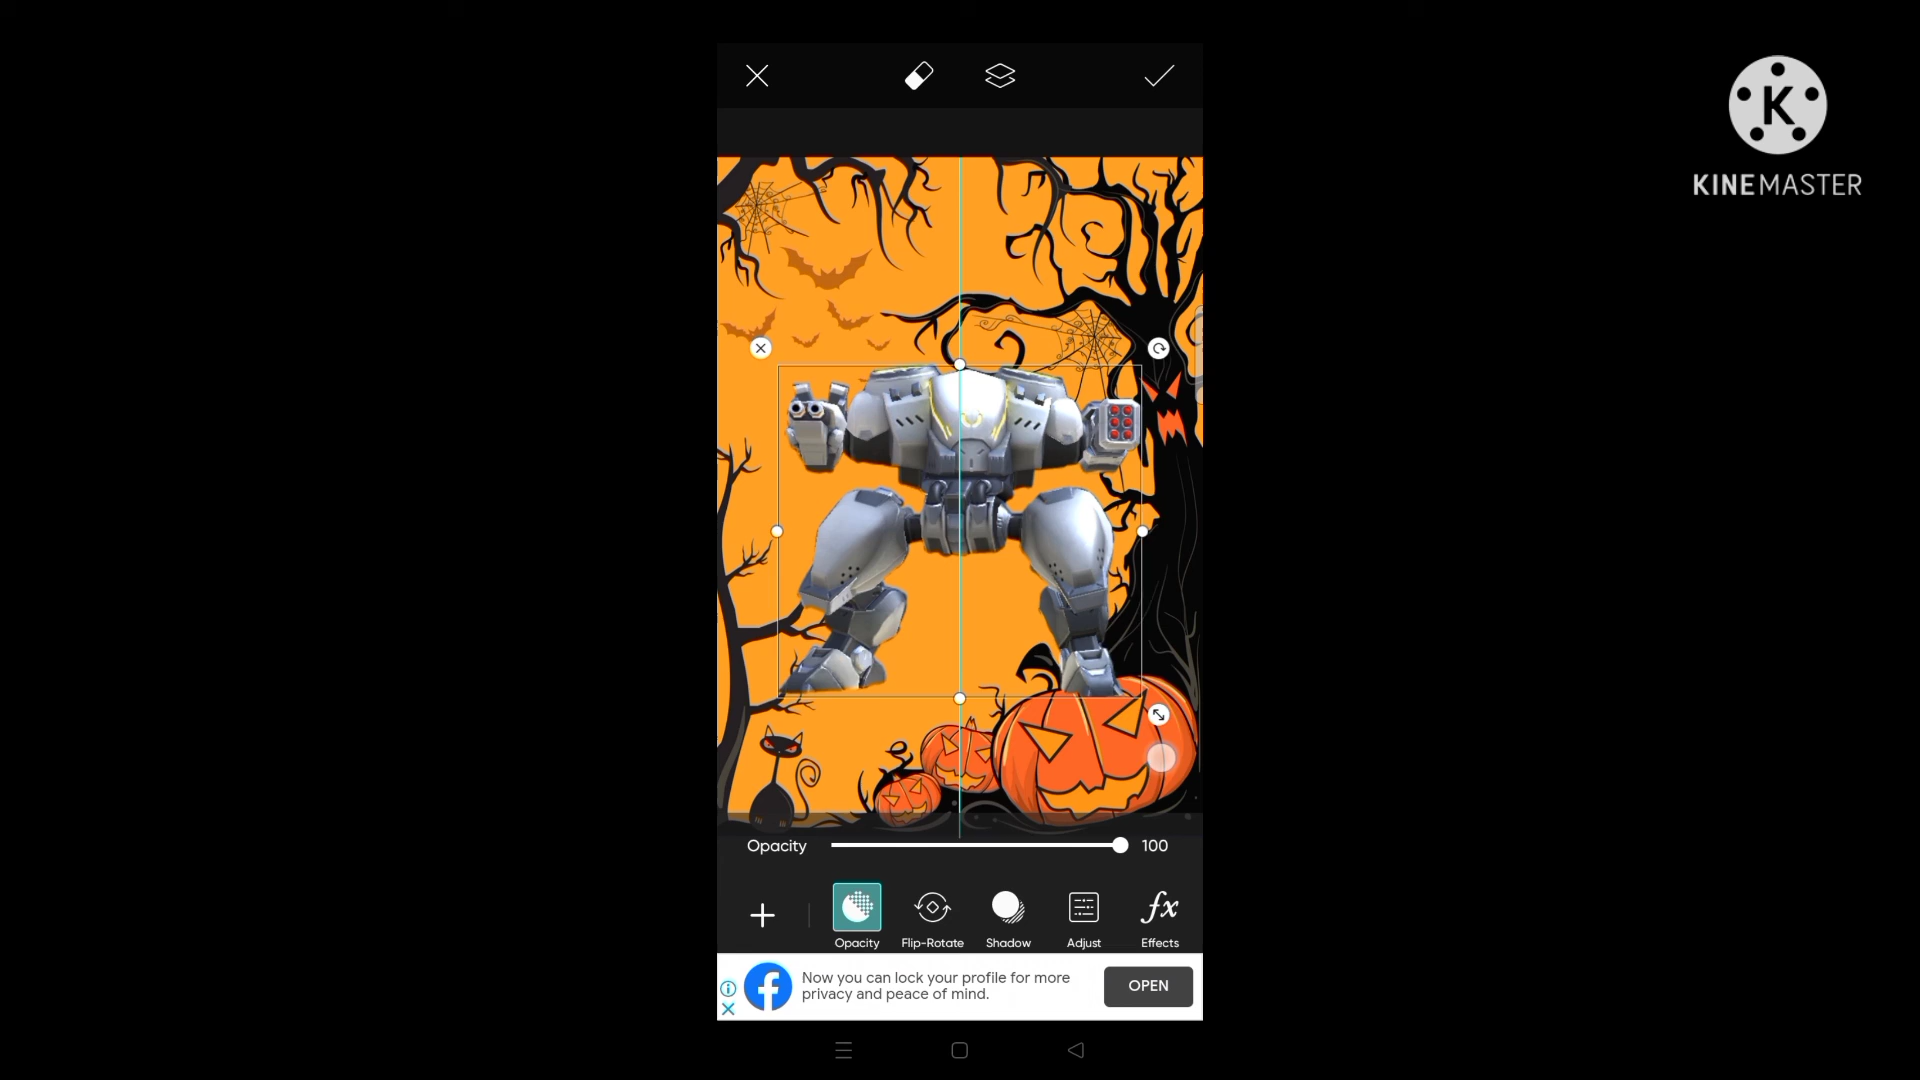 K
KINEMASTER
Opacity
100
Opacity
Flip-Rotate
Shadow
Adjust
fx
Effects
Now you can lock your profile for more
privacy and peace of mind.
OPEN